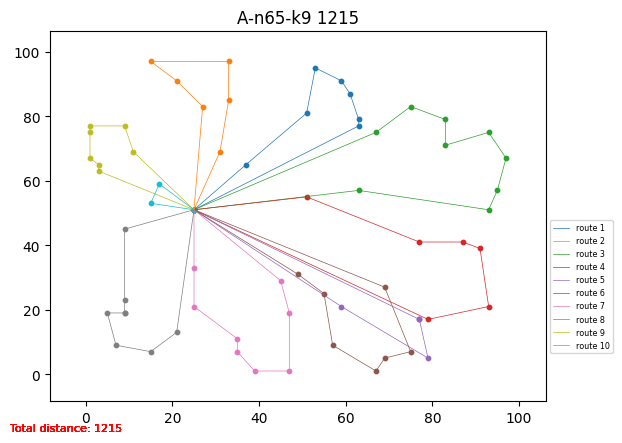 A-n65-k9 1215
100
80
60
40
20
0
0 20 40 60 80 100
route 1
route 2
route 3
route 4
route 5
route 6
route 7
route 8
route 9
route 10
Total distance: 1215